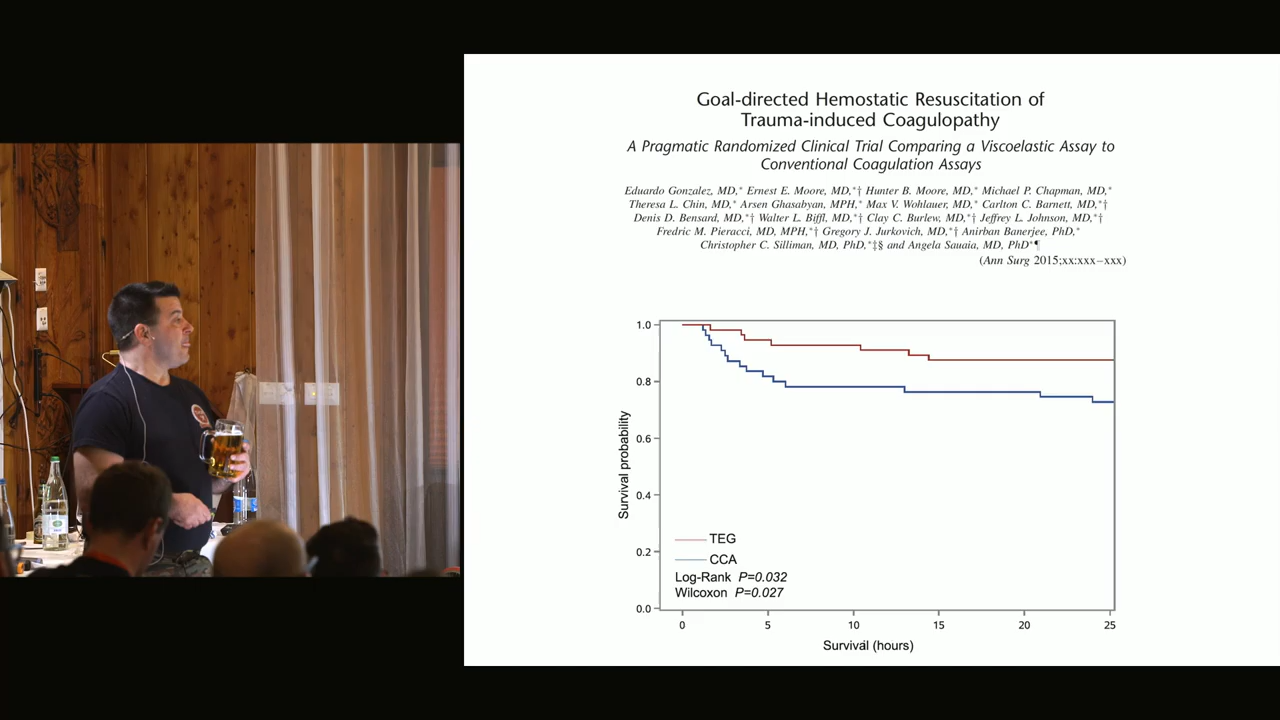 Goal-directed Hemostatic Resuscitation of
Trauma-induced Coagulopathy
A Pragmatic Randomized Clinical Trial Comparing a Viscoelastic Assay to
Conventional Coagulation Assays
Eduardo Gonzalez, MD,* Ernest E. Moore, MD,*† Hunter B. Moore, MD,* Michael P. Chapman, MD,*
Theresa L. Chin, MD,* Arsen Ghasabyan, MPH,* Max V. Wohlauer, MD,* Carlton C. Barnett, MD,*†
Denis D. Bensard, MD,*† Walter L. Biffl, MD,*† Clay C. Burlew, MD,*† Jeffrey L. Johnson, MD,*†
Fredric M. Pieracci, MD, MPH,*† Gregory J. Jurkovich, MD,*† Anirban Banerjee, PhD,*
Christopher C. Silliman, MD, PhD,*‡§ and Angela Sauaia, MD, PhD*¶
(Ann Surg 2015;xx:xxx–xxx)
1.0
0.8
0.6
0.4
0.2
0.0
Survival probability
TEG
CCA
Log-Rank P=0.032
Wilcoxon P=0.027
0 5 10 15 20 25
Survival (hours)